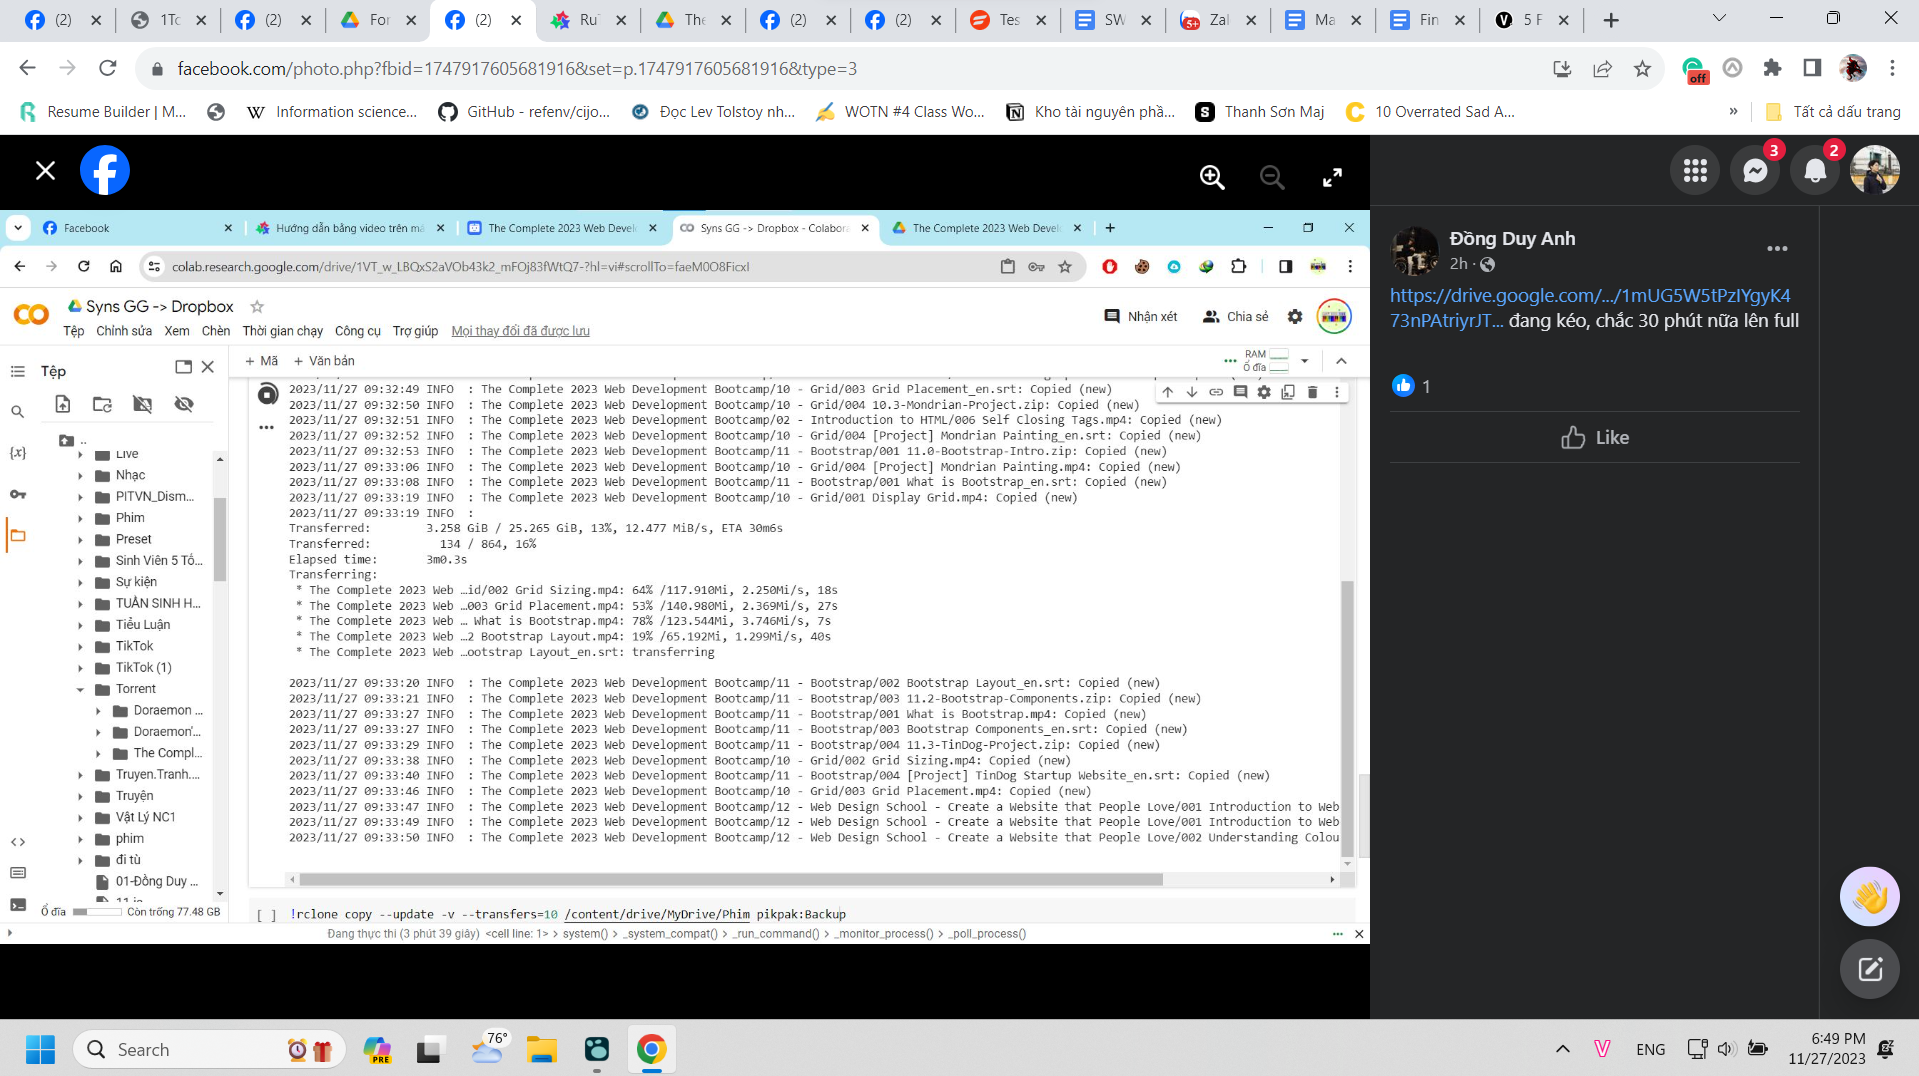 (2)
1Tc
(2)
For
(2)
RuT
The
(2)
(2)
Tes
SW
Zal
Ma
Fin
5 F
facebook.com/photo.php?fbid=1747917605681916&set=p.1747917605681916&type=3
off
Resume Builder | M...
Information science...
GitHub - refenv/cijo...
Đọc Lev Tolstoy nh...
WOTN #4 Class Wo...
Kho tài nguyên phầ...
Thanh Sơn Maj
10 Overrated Sad A...
»
Tất cả dấu trang
3
2
Facebook
Hướng dẫn bằng video trên má
The Complete 2023 Web Devel
Syns GG -> Dropbox - Colabora
The Complete 2023 Web Devel
colab.research.google.com/drive/1VT_w_LBQxS2aVOb43k2_mFOj83fWtQ7-?hl=vi#scrollTo=faeM0O8FicxI
Syns GG -> Dropbox
Tệp Chỉnh sửa Xem Chèn Thời gian chạy Công cụ Trợ giúp Mọi thay đổi đã được lưu
Nhận xét
Chia sẻ
Tệp
+ Mã + Văn bản
RAM
Ổ đĩa
..
Live
Nhạc
PITVN_Dism...
Phim
Preset
Sinh Viên 5 Tố...
Sự kiện
TUẦN SINH H...
Tiểu Luận
TikTok
TikTok (1)
Torrent
Doraemon ...
Doraemon'...
The Compl...
Truyen.Tranh....
Truyện
Vật Lý NC1
phim
đi tù
01-Đồng Duy ...
Ổ đĩa
Còn trống 77.48 GB
2023/11/27 09:32:49 INFO : The Complete 2023 Web Development Bootcamp/10 - Grid/003 Grid Placement_en.srt: Copied (new)
2023/11/27 09:32:50 INFO : The Complete 2023 Web Development Bootcamp/10 - Grid/004 10.3-Mondrian-Project.zip: Copied (new)
2023/11/27 09:32:51 INFO : The Complete 2023 Web Development Bootcamp/02 - Introduction to HTML/006 Self Closing Tags.mp4: Copied (new)
2023/11/27 09:32:52 INFO : The Complete 2023 Web Development Bootcamp/10 - Grid/004 [Project] Mondrian Painting_en.srt: Copied (new)
2023/11/27 09:32:53 INFO : The Complete 2023 Web Development Bootcamp/11 - Bootstrap/001 11.0-Bootstrap-Intro.zip: Copied (new)
2023/11/27 09:33:06 INFO : The Complete 2023 Web Development Bootcamp/10 - Grid/004 [Project] Mondrian Painting.mp4: Copied (new)
2023/11/27 09:33:08 INFO : The Complete 2023 Web Development Bootcamp/11 - Bootstrap/001 What is Bootstrap_en.srt: Copied (new)
2023/11/27 09:33:19 INFO : The Complete 2023 Web Development Bootcamp/10 - Grid/001 Display Grid.mp4: Copied (new)
2023/11/27 09:33:19 INFO :
Transferred: 3.258 GiB / 25.265 GiB, 13%, 12.477 MiB/s, ETA 30m6s
Transferred: 134 / 864, 16%
Elapsed time: 3m0.3s
Transferring:
* The Complete 2023 Web …id/002 Grid Sizing.mp4: 64% /117.910Mi, 2.250Mi/s, 18s
* The Complete 2023 Web …003 Grid Placement.mp4: 53% /140.980Mi, 2.369Mi/s, 27s
* The Complete 2023 Web … What is Bootstrap.mp4: 78% /123.544Mi, 3.746Mi/s, 7s
* The Complete 2023 Web …2 Bootstrap Layout.mp4: 19% /65.192Mi, 1.299Mi/s, 40s
* The Complete 2023 Web …ootstrap Layout_en.srt: transferring
2023/11/27 09:33:20 INFO : The Complete 2023 Web Development Bootcamp/11 - Bootstrap/002 Bootstrap Layout_en.srt: Copied (new)
2023/11/27 09:33:21 INFO : The Complete 2023 Web Development Bootcamp/11 - Bootstrap/003 11.2-Bootstrap-Components.zip: Copied (new)
2023/11/27 09:33:27 INFO : The Complete 2023 Web Development Bootcamp/11 - Bootstrap/001 What is Bootstrap.mp4: Copied (new)
2023/11/27 09:33:27 INFO : The Complete 2023 Web Development Bootcamp/11 - Bootstrap/003 Bootstrap Components_en.srt: Copied (new)
2023/11/27 09:33:29 INFO : The Complete 2023 Web Development Bootcamp/11 - Bootstrap/004 11.3-TinDog-Project.zip: Copied (new)
2023/11/27 09:33:38 INFO : The Complete 2023 Web Development Bootcamp/10 - Grid/002 Grid Sizing.mp4: Copied (new)
2023/11/27 09:33:40 INFO : The Complete 2023 Web Development Bootcamp/11 - Bootstrap/004 [Project] TinDog Startup Website_en.srt: Copied (new)
2023/11/27 09:33:46 INFO : The Complete 2023 Web Development Bootcamp/10 - Grid/003 Grid Placement.mp4: Copied (new)
2023/11/27 09:33:47 INFO : The Complete 2023 Web Development Bootcamp/12 - Web Design School - Create a Website that People Love/001 Introduction to Web
2023/11/27 09:33:49 INFO : The Complete 2023 Web Development Bootcamp/12 - Web Design School - Create a Website that People Love/001 Introduction to Web
2023/11/27 09:33:50 INFO : The Complete 2023 Web Development Bootcamp/12 - Web Design School - Create a Website that People Love/002 Understanding Colou
[ ] !rclone copy --update -v --transfers=10 /content/drive/MyDrive/Phim pikpak:Backup
Đang thực thi (3 phút 39 giây) <cell line: 1> > system() > _system_compat() > _run_command() > _monitor_process() > _poll_process()
Đồng Duy Anh
2h ·
https://drive.google.com/.../1mUG5W5tPzIYgyK4
73nPAtriyrJT... đang kéo, chắc 30 phút nữa lên full
1
Like
Search
PRE
76°
ENG
6:49 PM
11/27/2023